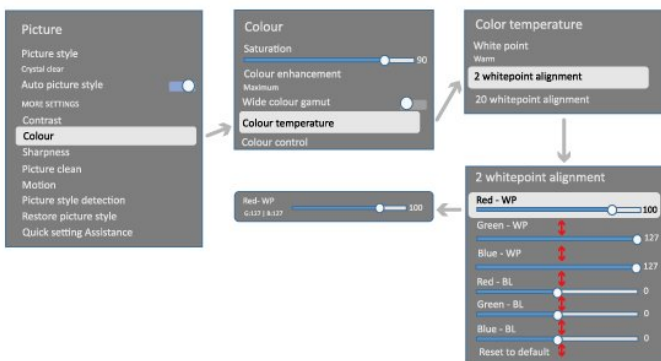 Picture
Picture style
Crystal clear
Auto picture style
MORE SETTINGS
Contrast
Colour
Sharpness
Picture clean
Motion
Picture style detection
Restore picture style
Quick setting Assistance
Colour
Saturation
90
Colour enhancement
Maximum
Wide colour gamut
Colour temperature
Colour control
Color temperature
White point
Warm
2 whitepoint alignment
20 whitepoint alignment
2 whitepoint alignment
Red - WP
100
Green - WP
127
Blue - WP
127
Red - BL
0
Green - BL
0
Blue - BL
0
Reset to default
Red- WP
G:127 | B:127
100